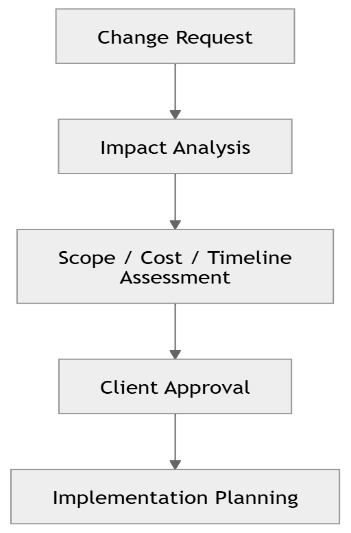 Change Request
Impact Analysis
Scope / Cost / Timeline
Assessment
Client Approval
Implementation Planning